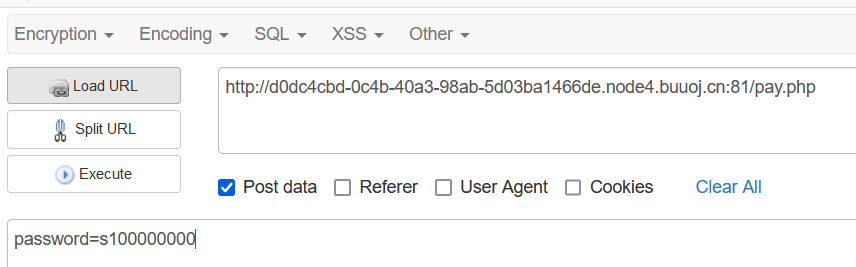 Encryption Encoding SQL XSS Other
Load URL
http://d0dc4cbd-0c4b-40a3-98ab-5d03ba1466de.node4.buuoj.cn:81/pay.php
Split URL
Execute
Post data Referer User Agent Cookies Clear All
password=s100000000